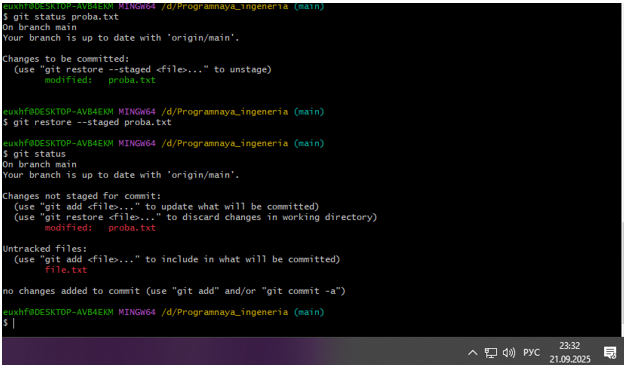 euxhf@DESKTOP-AVB4EKM MINGW64 /d/Programnaya_ingeneria (main)
$ git status proba.txt
On branch main
Your branch is up to date with 'origin/main'.
Changes to be committed:
  (use "git restore --staged <file>..." to unstage)
        modified:   proba.txt
euxhf@DESKTOP-AVB4EKM MINGW64 /d/Programnaya_ingeneria (main)
$ git restore --staged proba.txt
euxhf@DESKTOP-AVB4EKM MINGW64 /d/Programnaya_ingeneria (main)
$ git status
On branch main
Your branch is up to date with 'origin/main'.
Changes not staged for commit:
  (use "git add <file>..." to update what will be committed)
  (use "git restore <file>..." to discard changes in working directory)
        modified:   proba.txt
Untracked files:
  (use "git add <file>..." to include in what will be committed)
        file.txt
no changes added to commit (use "git add" and/or "git commit -a")
euxhf@DESKTOP-AVB4EKM MINGW64 /d/Programnaya_ingeneria (main)
$
РУС
23:32
21.09.2025